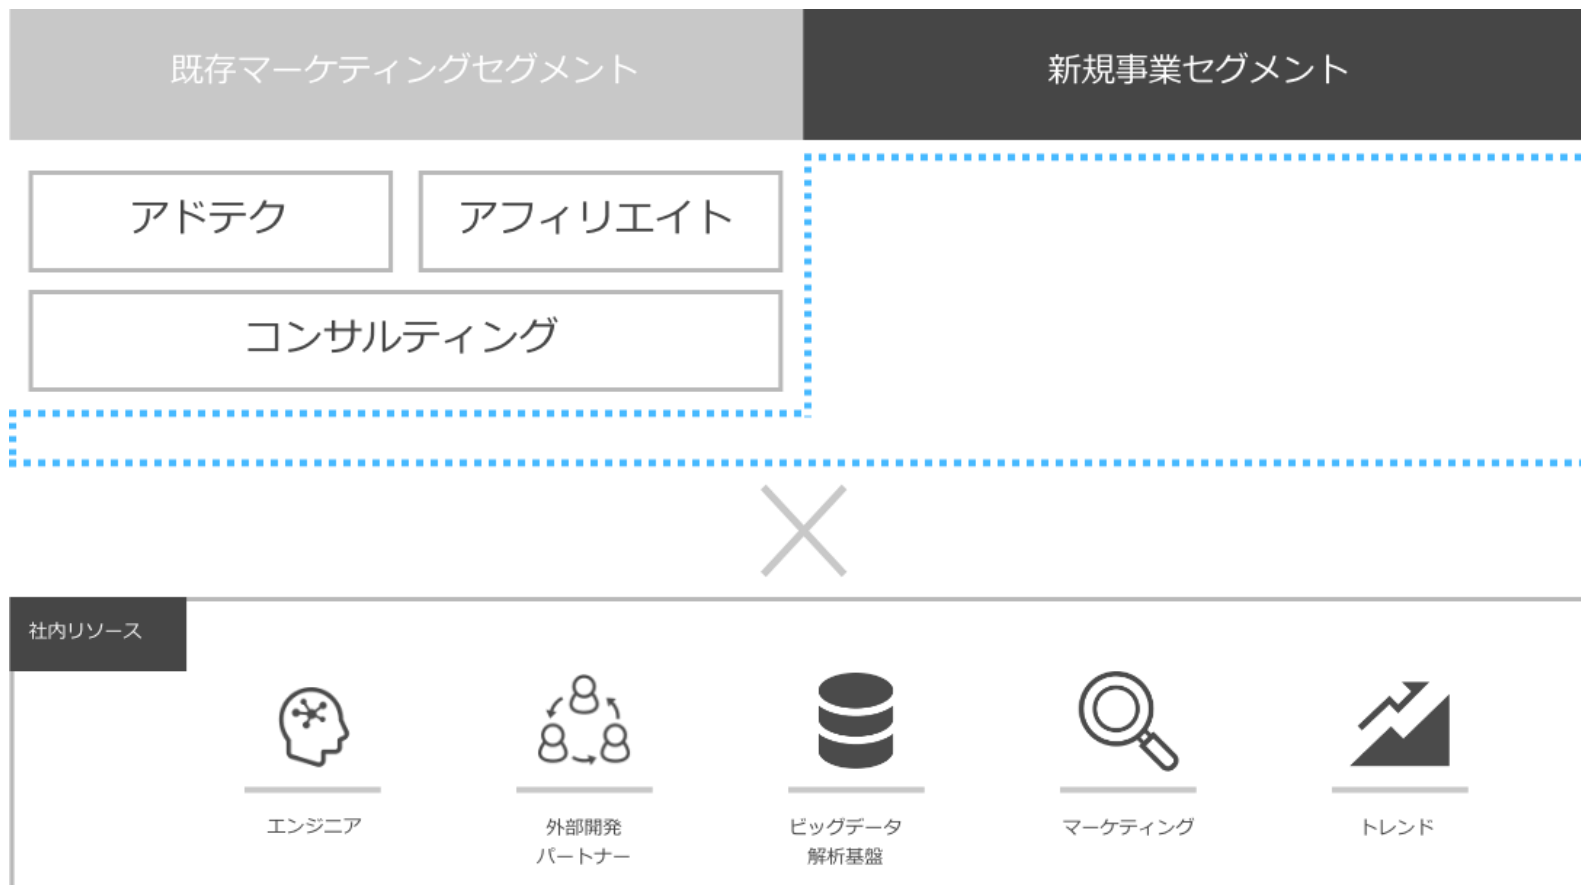 既存マーケティングセグメント
新規事業セグメント
アドテク
アフィリエイト
コンサルティング
社内リソース
エンジニア
外部開発
パートナー
ビッグデータ
解析基盤
マーケティング
トレンド